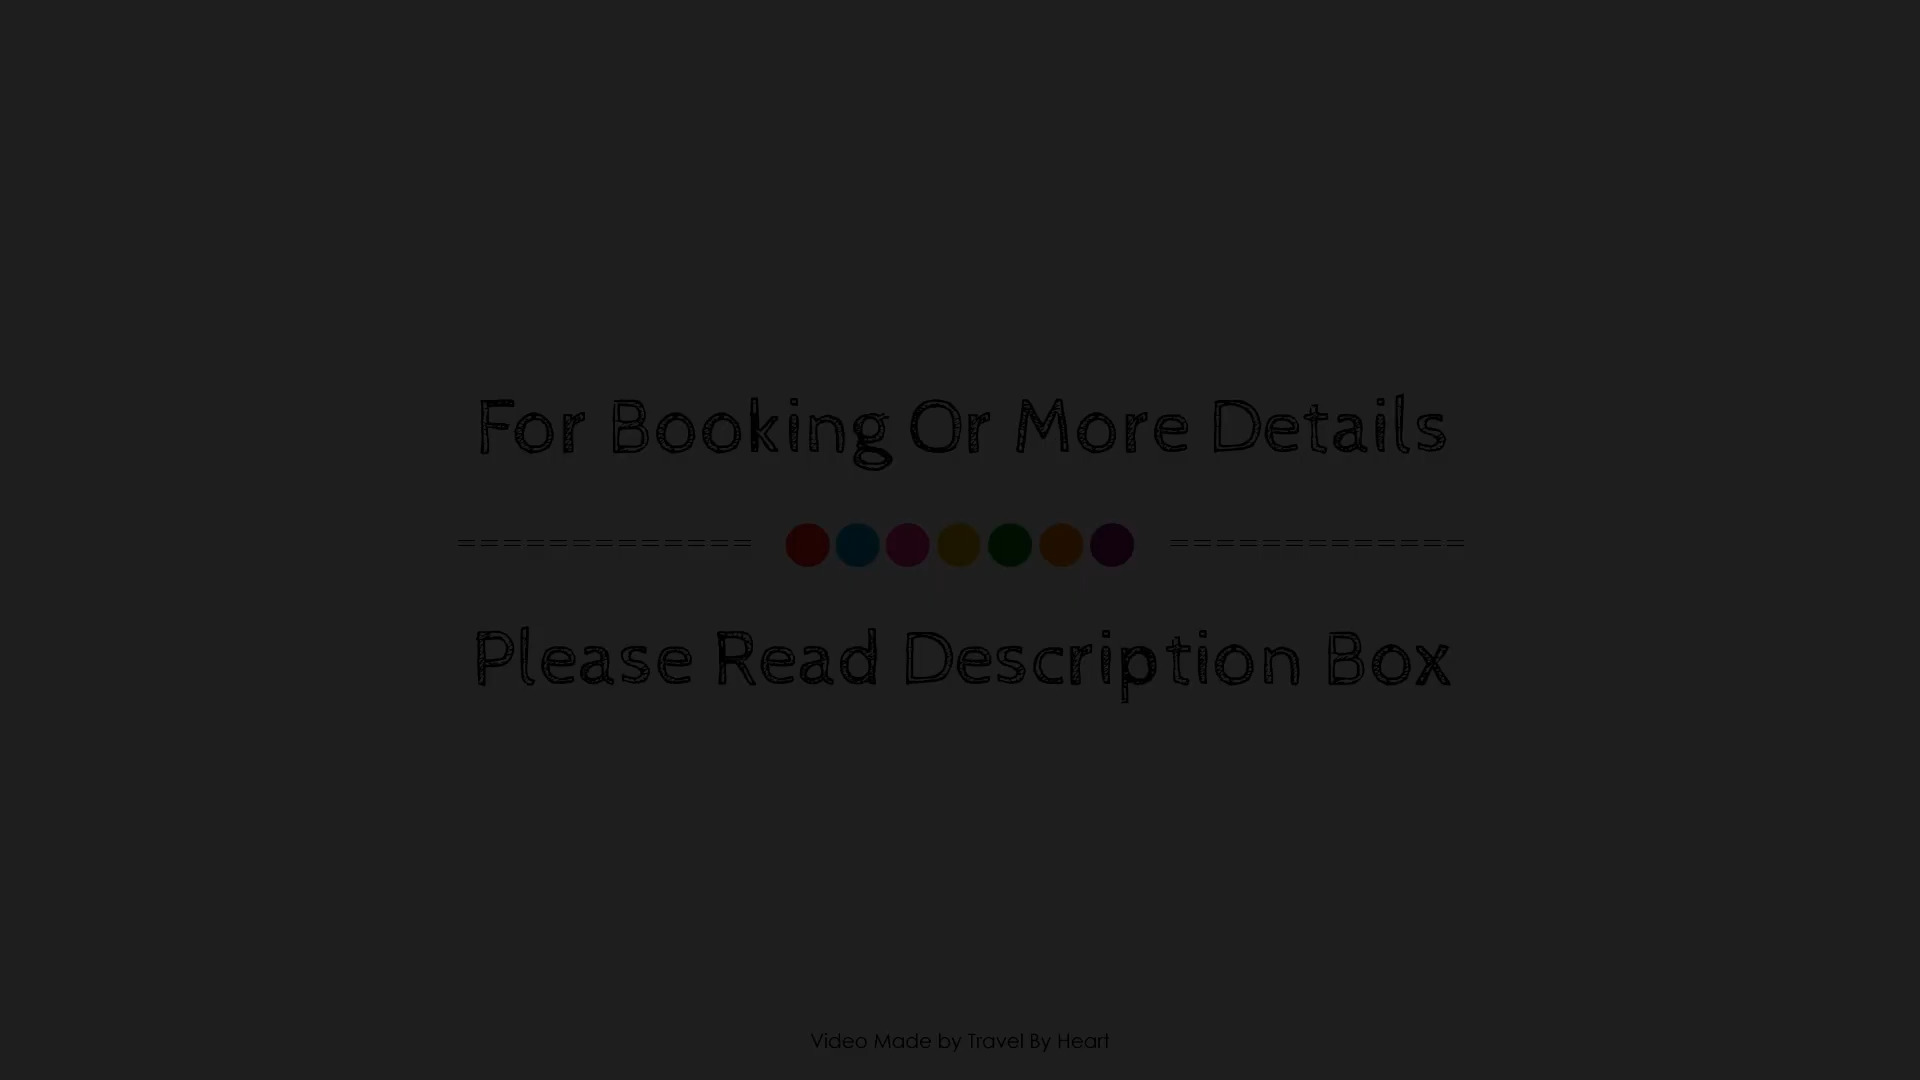 For Booking Or More Details
============= =============
Please Read Description Box
Video Made by Travel By Heart